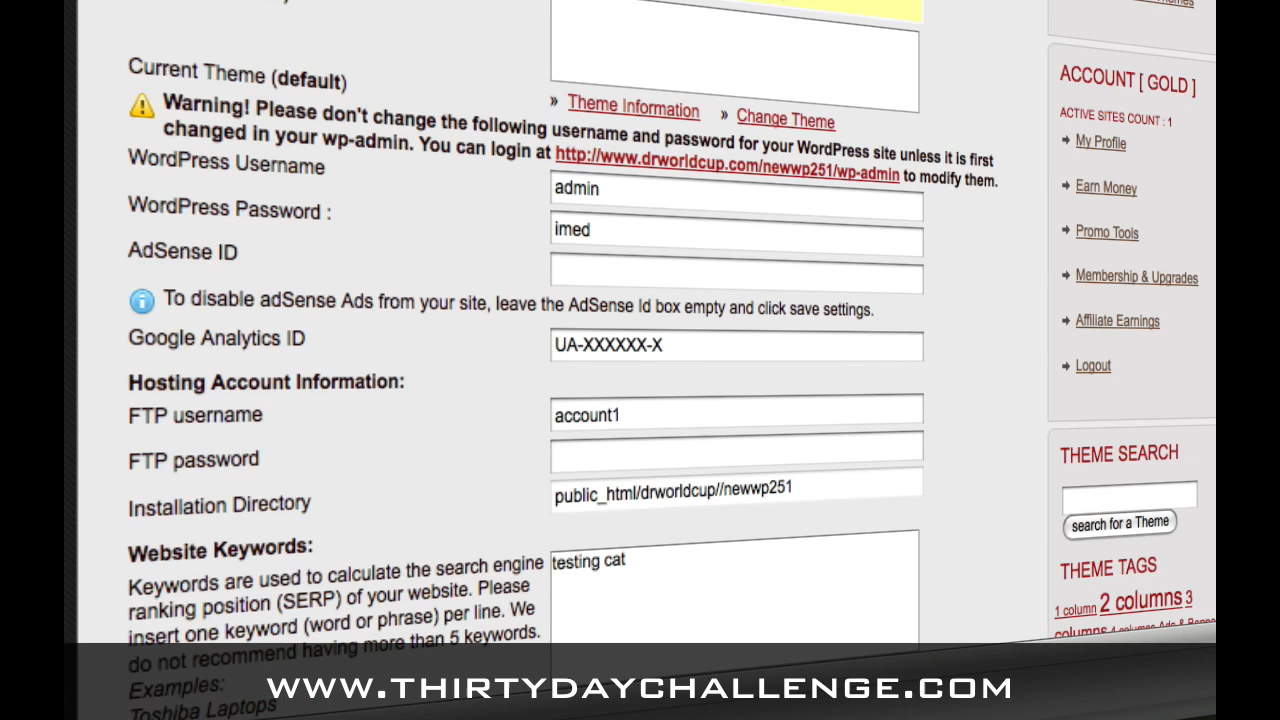 Current Theme (default)
» Theme Information » Change Theme
Warning! Please don't change the following username and password for your WordPress site unless it is first
changed in your wp-admin. You can login at http://www.drworldcup.com/newwp251/wp-admin to modify them.
WordPress Username
admin
WordPress Password :
imed
AdSense ID
To disable adSense Ads from your site, leave the AdSense Id box empty and click save settings.
Google Analytics ID
UA-XXXXXX-X
Hosting Account Information:
FTP username
account1
FTP password
Installation Directory
public_html/drworldcup//newwp251
Website Keywords:
Keywords are used to calculate the search engine
ranking position (SERP) of your website. Please
insert one keyword (word or phrase) per line. We
do not recommend having more than 5 keywords.
Examples:
Toshiba Laptops
testing cat
ACCOUNT [ GOLD ]
ACTIVE SITES COUNT : 1
My Profile
Earn Money
Promo Tools
Membership & Upgrades
Affiliate Earnings
Logout
THEME SEARCH
search for a Theme
THEME TAGS
1 column 2 columns 3
columns 4 columns Ads &
WWW.THIRTYDAYCHALLENGE.COM